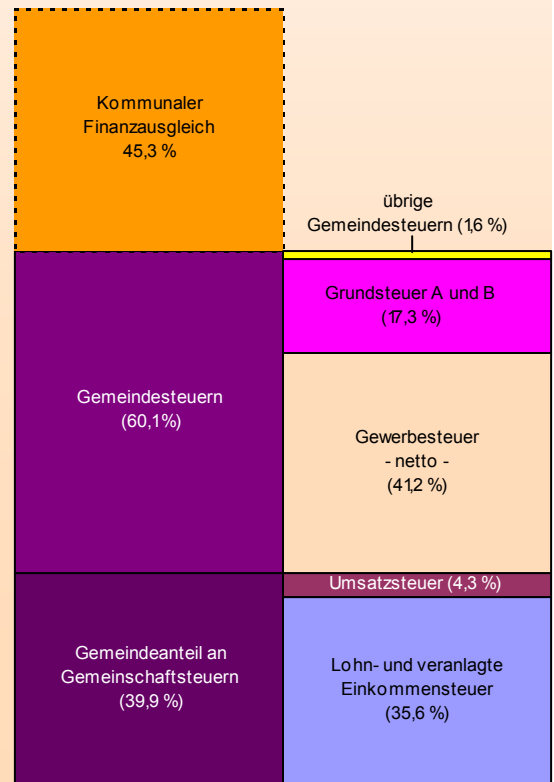 Kommunaler
Finanzausgleich
45,3 %
übrige
Gemeindesteuern (1,6 %)
Grundsteuer A und B
(17,3 %)
Gemeindesteuern
(60,1%)
Gewerbesteuer
- netto -
(41,2 %)
Umsatzsteuer (4,3 %)
Gemeindeanteil an
Gemeinschaftsteuern
(39,9 %)
Lohn- und veranlagte
Einkommensteuer
(35,6 %)